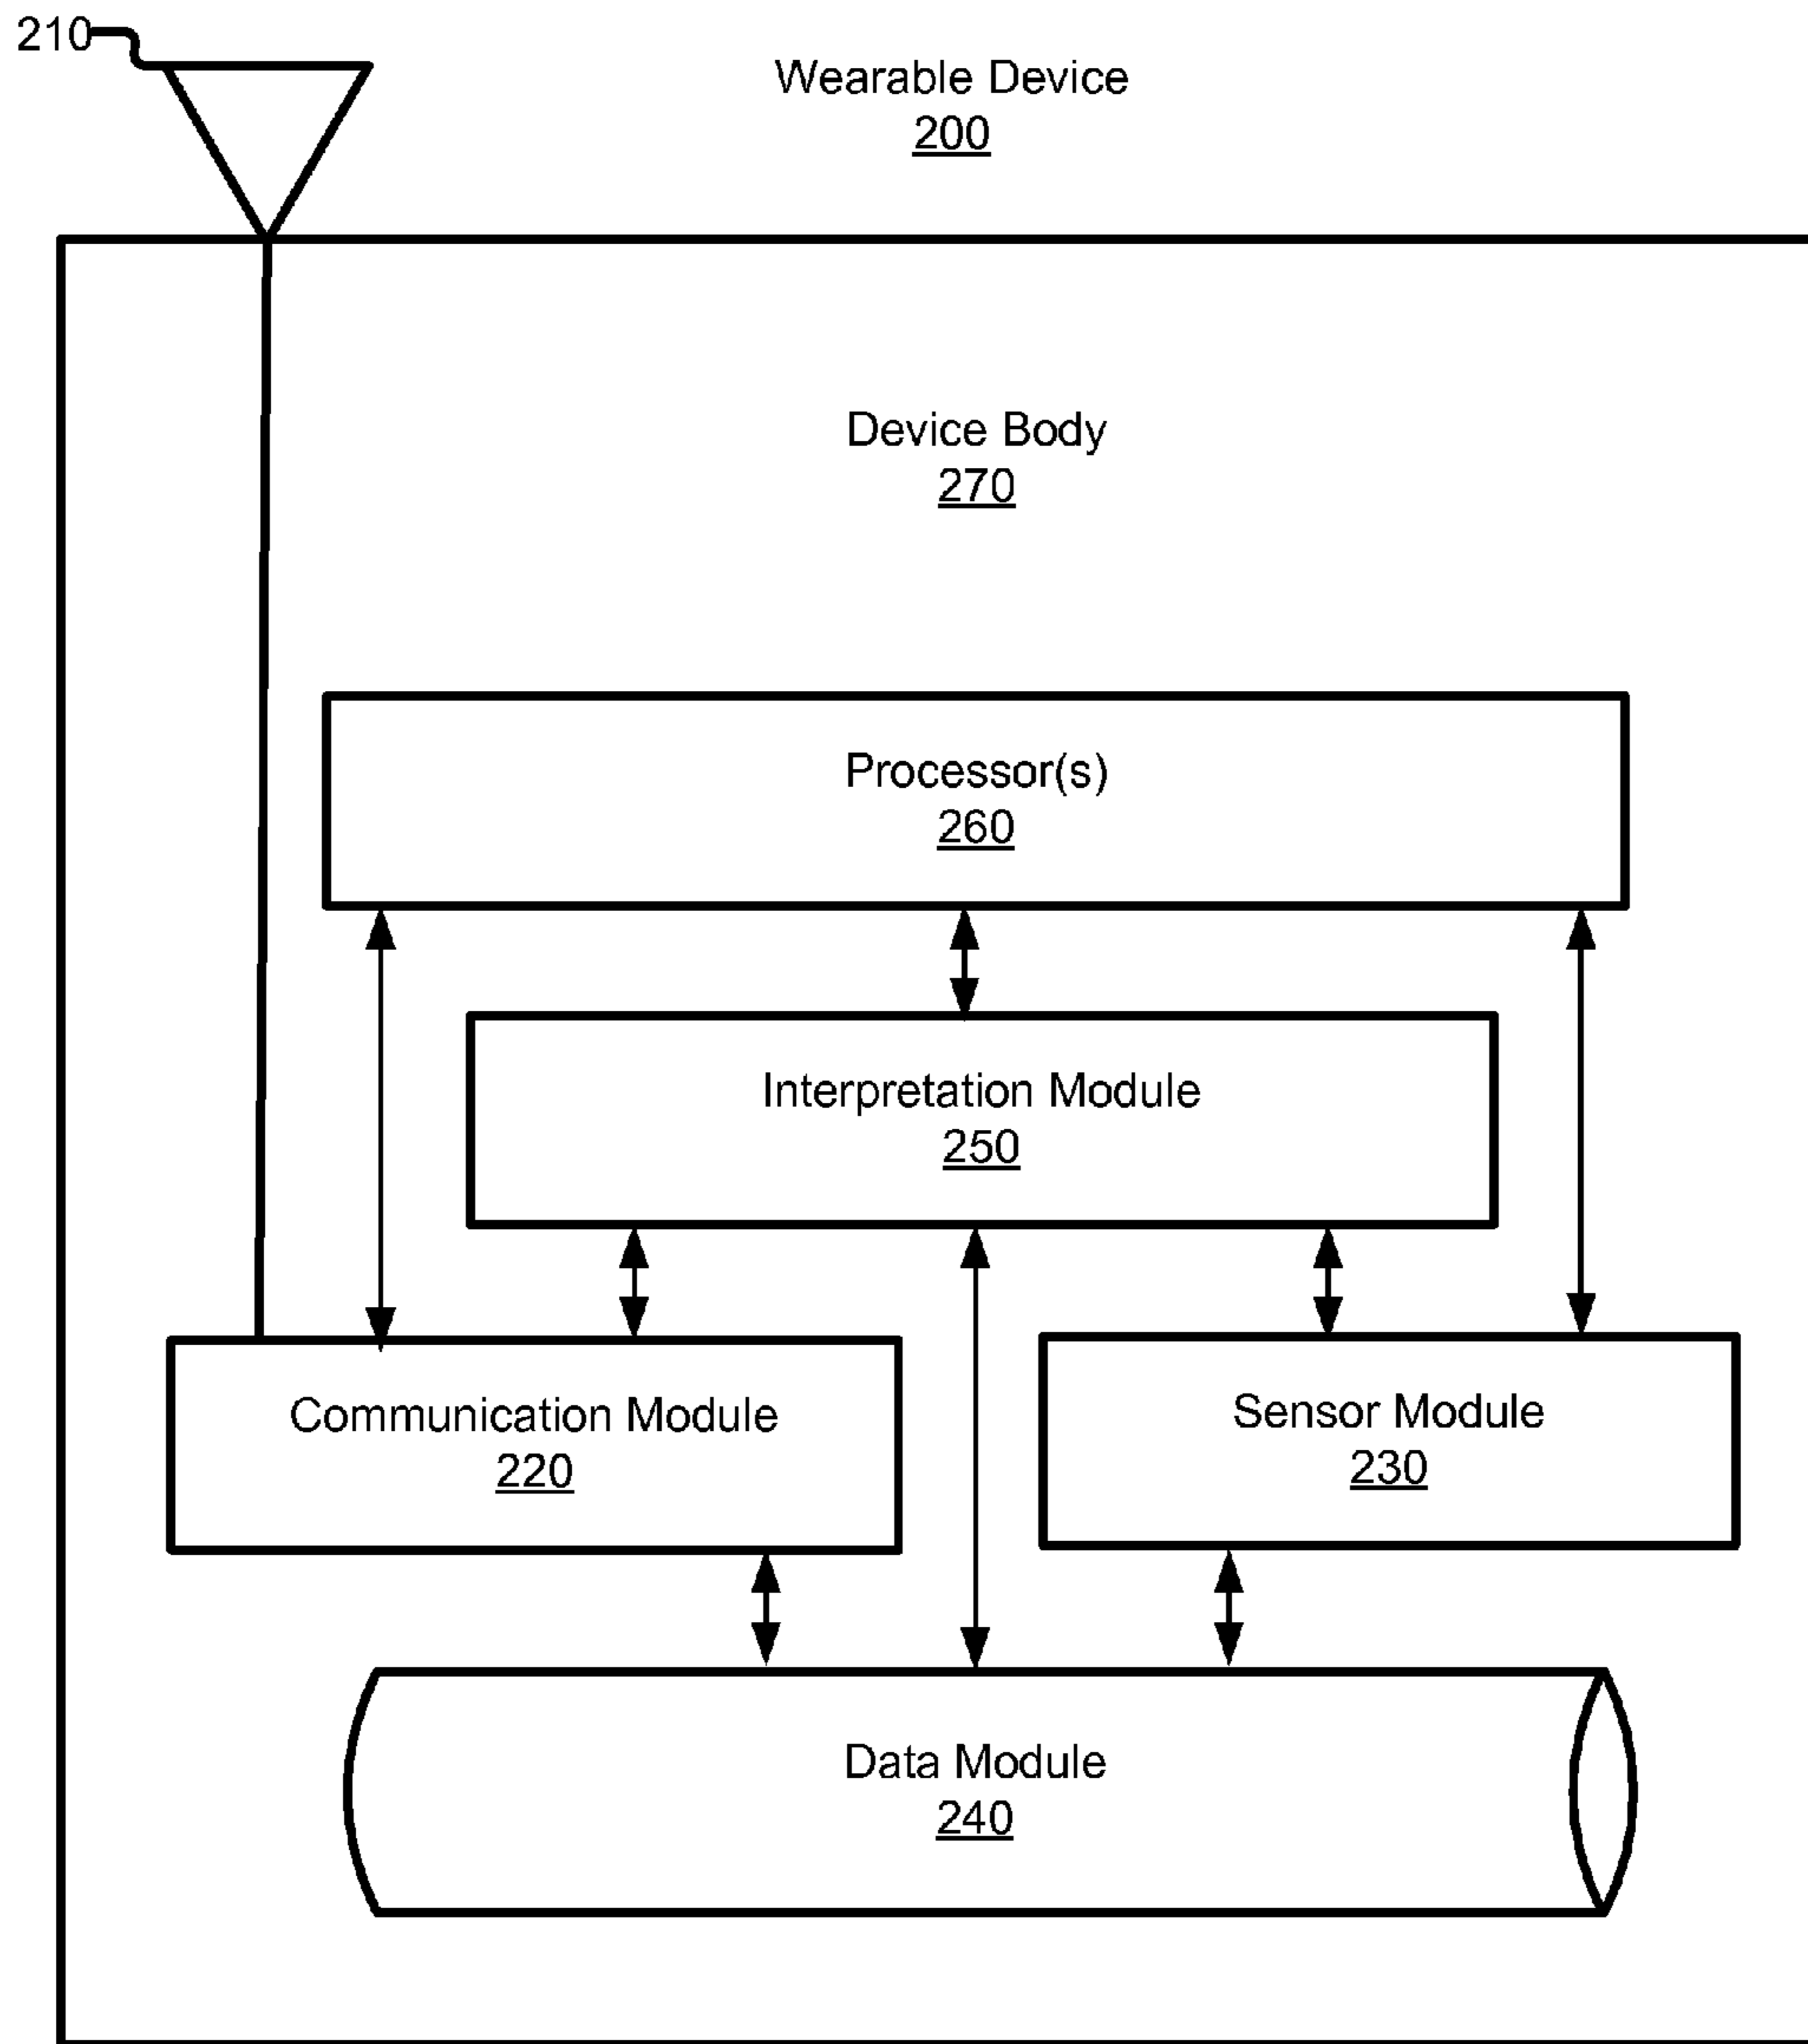 210
Wearable Device
200
Device Body
270
Processor(s)
260
Interpretation Module
250
Communication Module
220
Sensor Module
230
Data Module
240